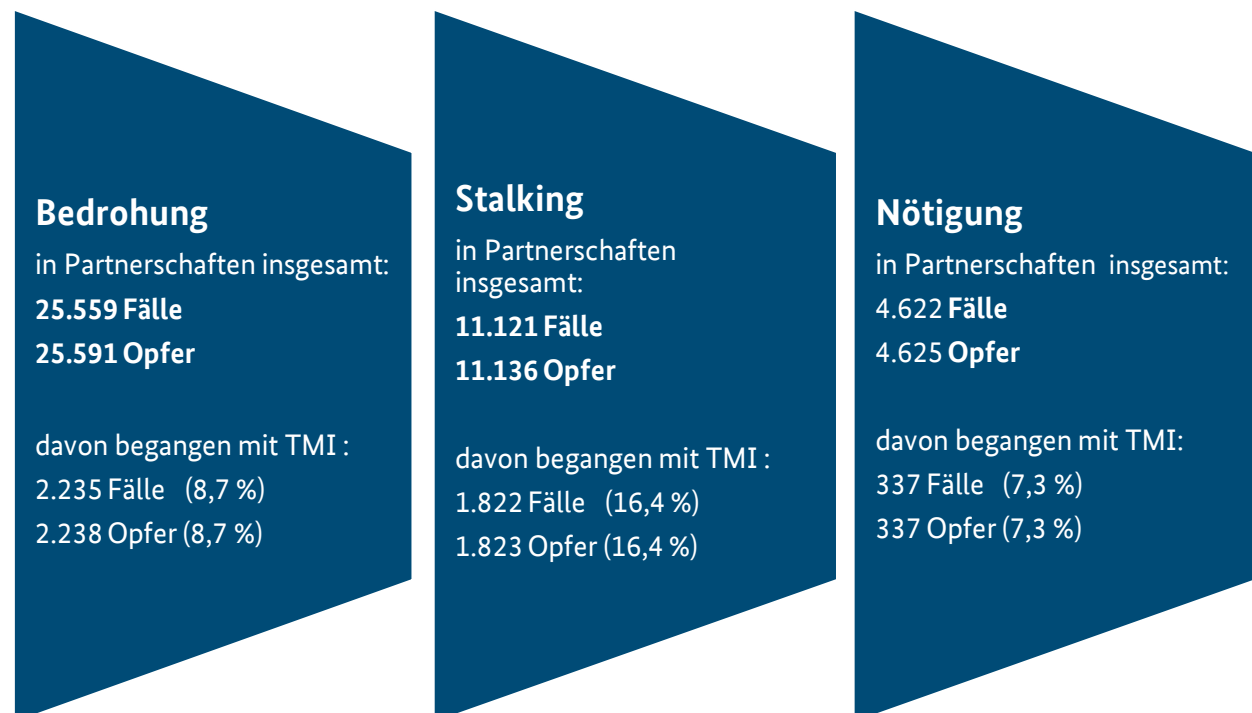 Bedrohung
in Partnerschaften insgesamt:
25.559 Fälle
25.591 Opfer
davon begangen mit TMI :
2.235 Fälle (8,7 %)
2.238 Opfer (8,7 %)
Stalking
in Partnerschaften
insgesamt:
11.121 Fälle
11.136 Opfer
davon begangen mit TMI :
1.822 Fälle (16,4 %)
1.823 Opfer (16,4 %)
Nötigung
in Partnerschaften insgesamt:
4.622 Fälle
4.625 Opfer
davon begangen mit TMI:
337 Fälle (7,3 %)
337 Opfer (7,3 %)